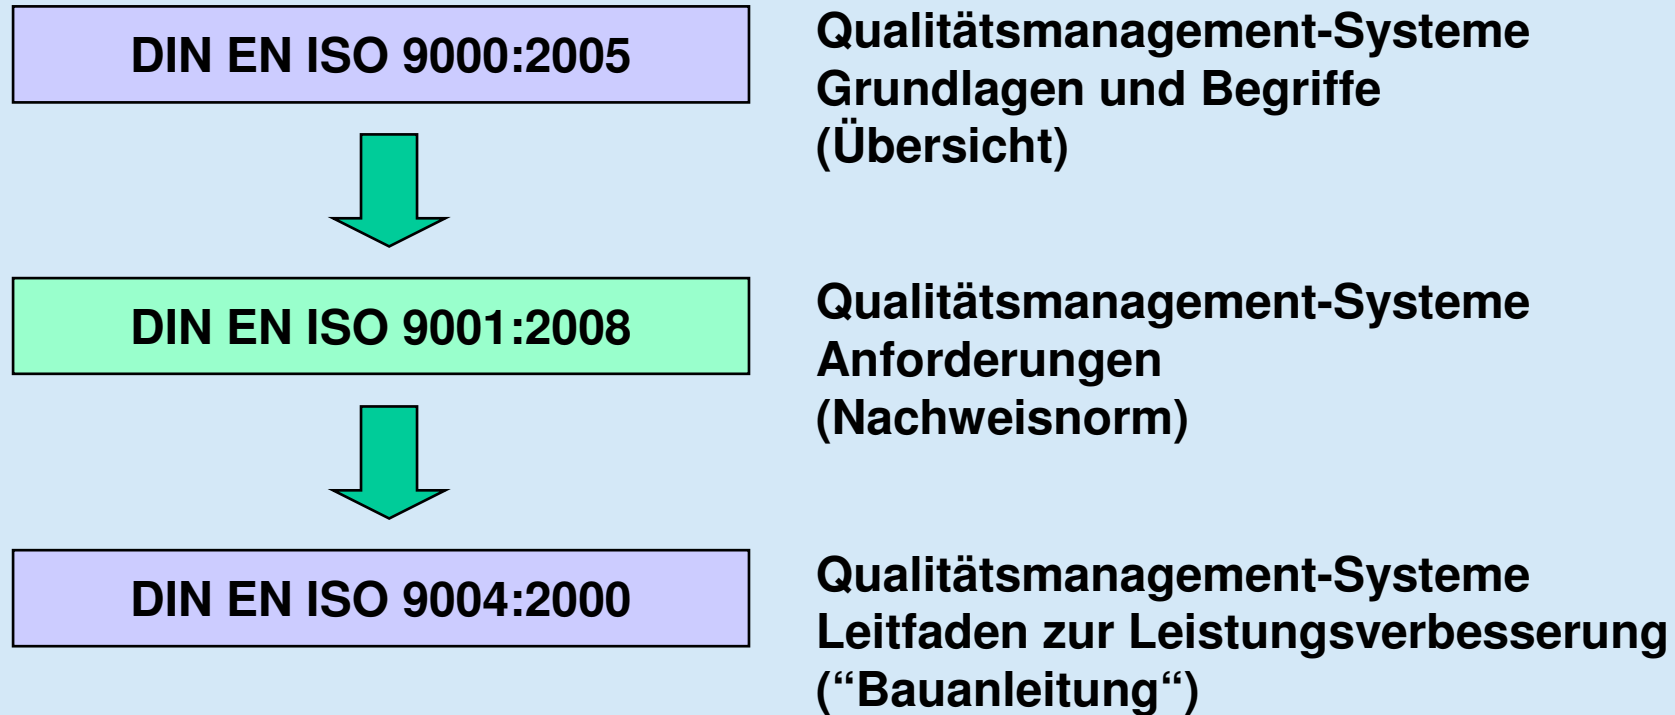 DIN EN ISO 9000:2005
Qualitätsmanagement-Systeme
Grundlagen und Begriffe
(Übersicht)
DIN EN ISO 9001:2008
Qualitätsmanagement-Systeme
Anforderungen
(Nachweisnorm)
DIN EN ISO 9004:2000
Qualitätsmanagement-Systeme
Leitfaden zur Leistungsverbesserung
(“Bauanleitung“)